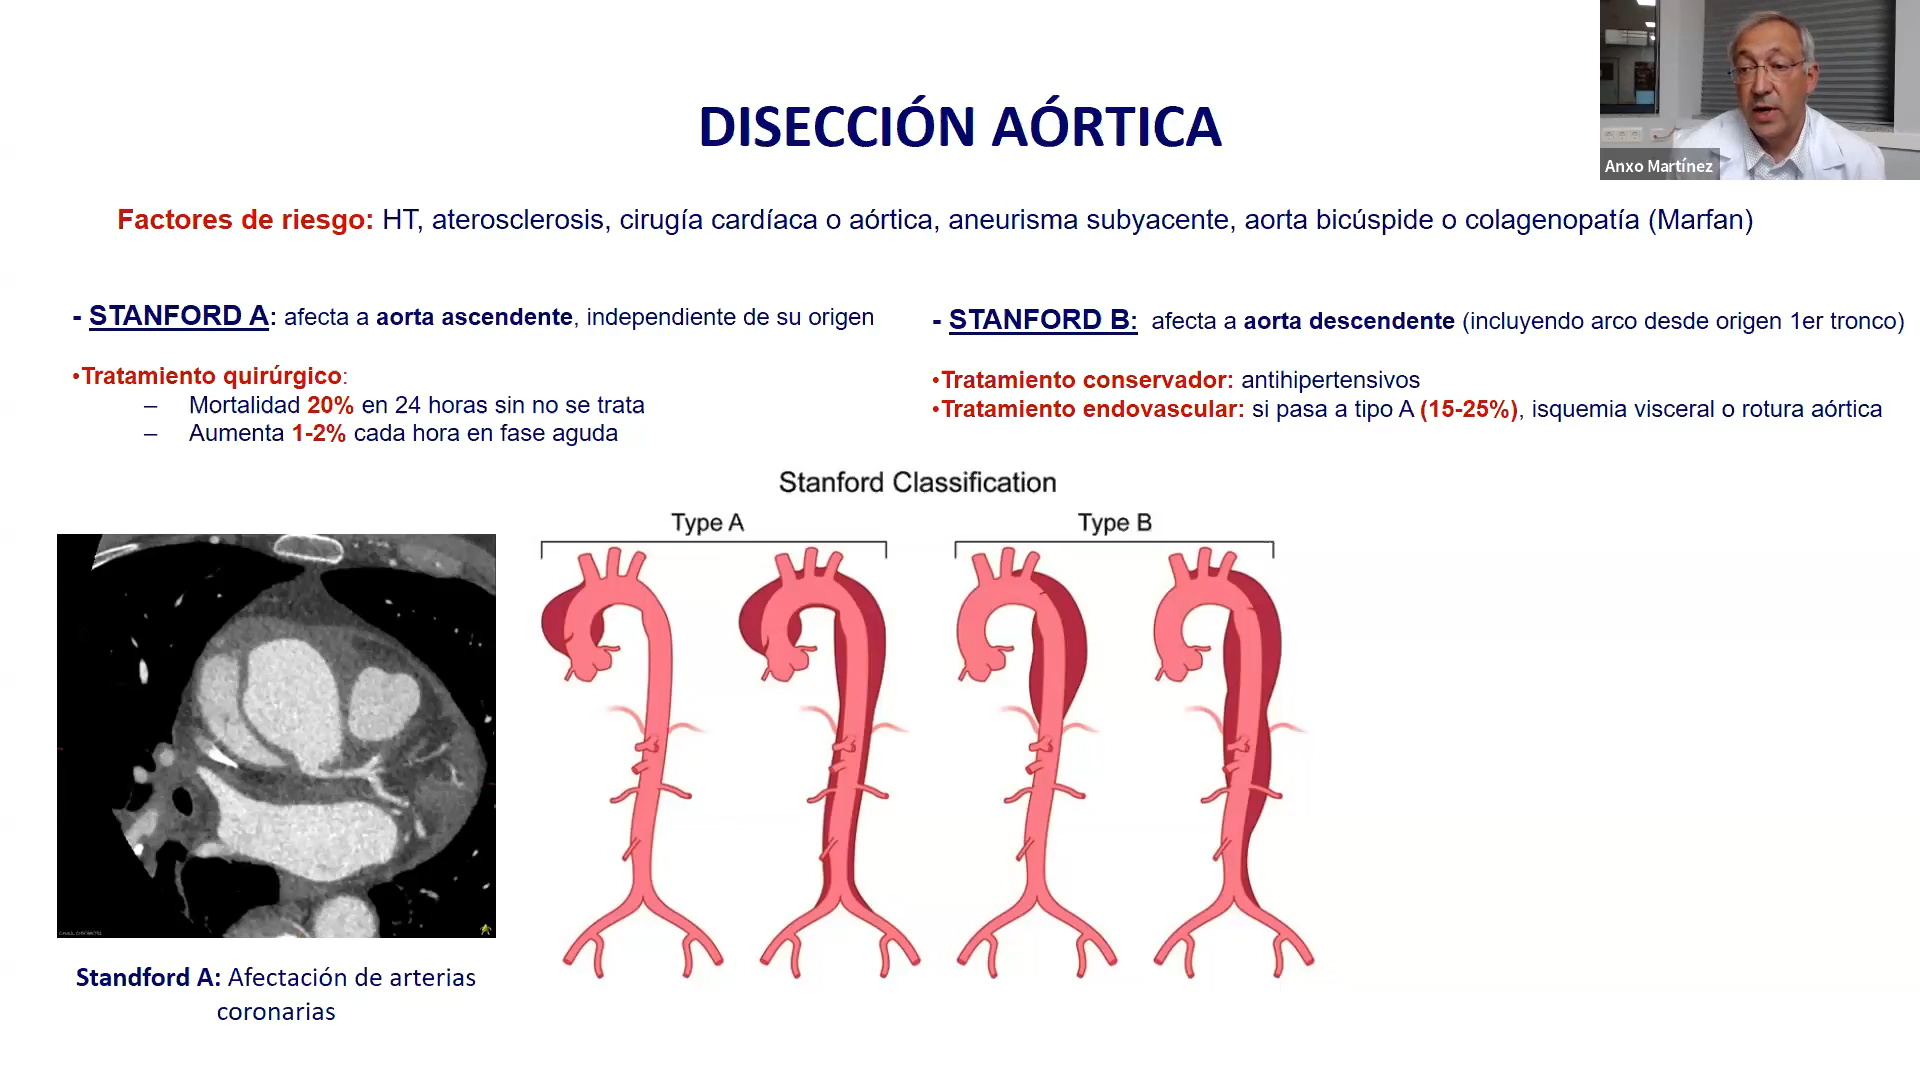 DISECCIÓN AÓRTICA
Anxo Martínez
Factores de riesgo: HT, aterosclerosis, cirugía cardíaca o aórtica, aneurisma subyacente, aorta bicúspide o colagenopatía (Marfan)
- STANFORD A: afecta a aorta ascendente, independiente de su origen
•Tratamiento quirúrgico:
– Mortalidad 20% en 24 horas sin no se trata
– Aumenta 1-2% cada hora en fase aguda
- STANFORD B: afecta a aorta descendente (incluyendo arco desde origen 1er tronco)
•Tratamiento conservador: antihipertensivos
•Tratamiento endovascular: si pasa a tipo A (15-25%), isquemia visceral o rotura aórtica
Stanford Classification
Type A
Type B
Standford A: Afectación de arterias
coronarias